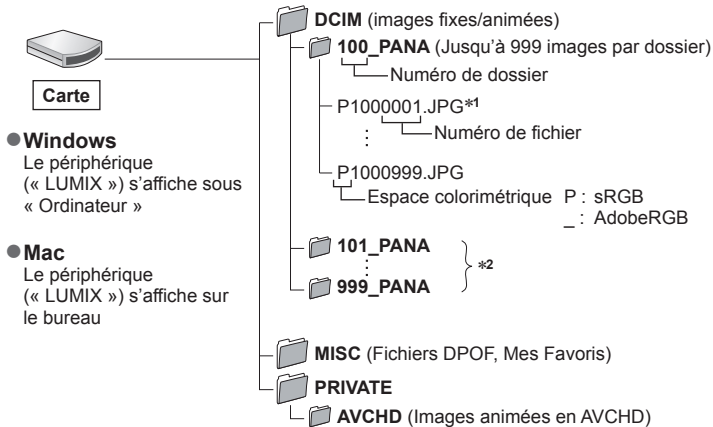 DCIM (images fixes/animées)
100_PANA (Jusqu'à 999 images par dossier)
Numéro de dossier
Carte
P1000001.JPG*1
Numéro de fichier
●Windows
Le périphérique
(« LUMIX ») s'affiche sous
« Ordinateur »
P1000999.JPG
Espace colorimétrique P : sRGB
_ : AdobeRGB
●Mac
Le périphérique
(« LUMIX ») s'affiche sur
le bureau
101_PANA
*2
999_PANA
MISC (Fichiers DPOF, Mes Favoris)
PRIVATE
AVCHD (Images animées en AVCHD)